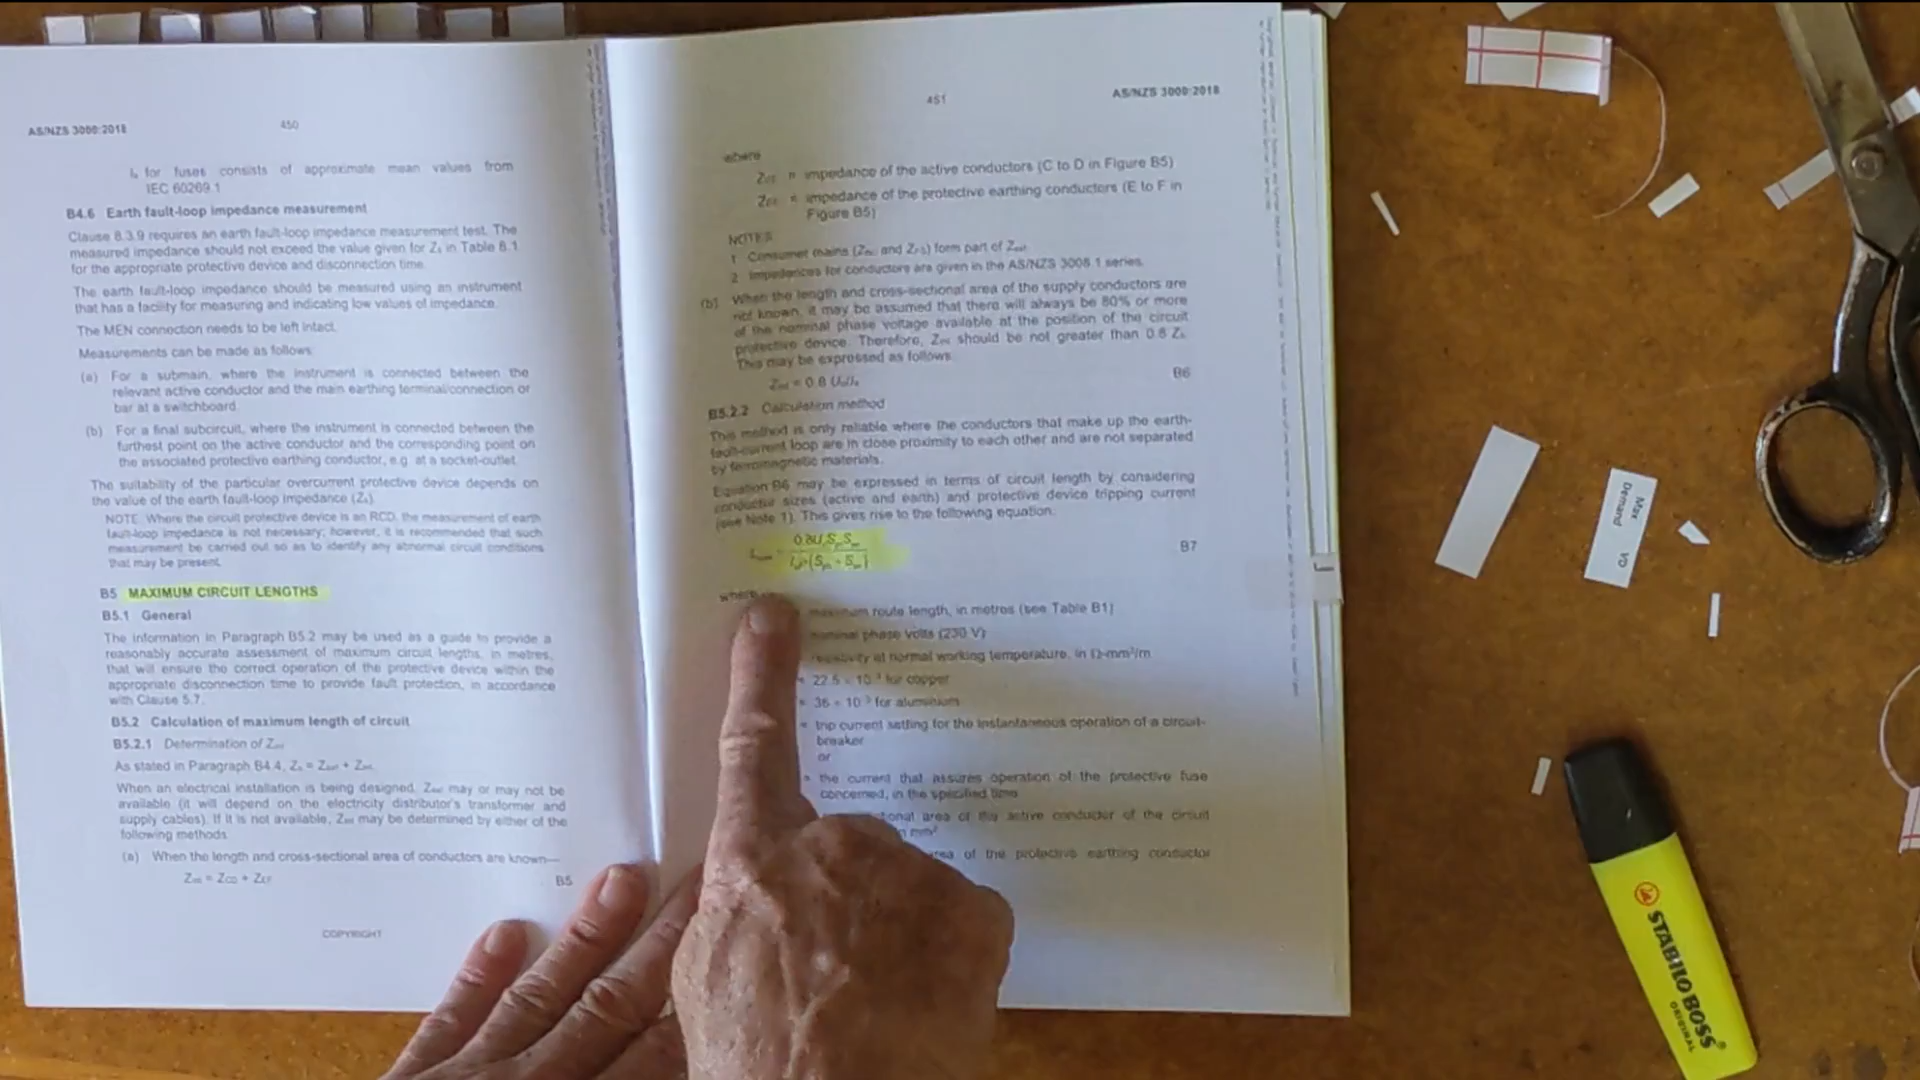 AS/NZS 3000:2018
450
Iₐ for fuses consists of approximate mean values from
IEC 60269.1
B4.6 Earth fault-loop impedance measurement
Clause 8.3.9 requires an earth fault-loop impedance measurement test. The
measured impedance should not exceed the value given for Zs in Table 8.1
for the appropriate protective device and disconnection time.
The earth fault-loop impedance should be measured using an instrument
that has a facility for measuring and indicating low values of impedance.
The MEN connection needs to be left intact.
Measurements can be made as follows:
(a) For a submain, where the instrument is connected between the
relevant active conductor and the main earthing terminal/connection or
bar at a switchboard.
(b) For a final subcircuit, where the instrument is connected between the
furthest point on the active conductor and the corresponding point on
the associated protective earthing conductor, e.g. at a socket-outlet.
The suitability of the particular overcurrent protective device depends on
the value of the earth fault-loop impedance (Zs).
NOTE: Where the circuit protective device is an RCD, the measurement of earth
fault-loop impedance is not necessary; however, it is recommended that such
measurement be carried out so as to identify any abnormal circuit conditions
that may be present.
B5 MAXIMUM CIRCUIT LENGTHS
B5.1 General
The information in Paragraph B5.2 may be used as a guide to provide a
reasonably accurate assessment of maximum circuit lengths, in metres,
that will ensure the correct operation of the protective device within the
appropriate disconnection time to provide fault protection, in accordance
with Clause 5.7.
B5.2 Calculation of maximum length of circuit
B5.2.1 Determination of Zint
As stated in Paragraph B4.4, Zs = Zext + Zint.
When an electrical installation is being designed, Zext may or may not be
available (it will depend on the electricity distributor's transformer and
supply cables). If it is not available, Zint may be determined by either of the
following methods:
(a) When the length and cross-sectional area of conductors are known—
Zint = ZCD + ZEF B5
COPYRIGHT
451
AS/NZS 3000:2018
where
ZCD = impedance of the active conductors (C to D in Figure B5)
ZEF = impedance of the protective earthing conductors (E to F in
Figure B5)
NOTES:
1 Consumer mains (ZBC and ZFG) form part of Zext
2 Impedances for conductors are given in the AS/NZS 3008.1 series.
(b) When the length and cross-sectional area of the supply conductors are
not known, it may be assumed that there will always be 80% or more
of the nominal phase voltage available at the position of the circuit
protective device. Therefore, Zint should be not greater than 0.8 Zs.
This may be expressed as follows:
Zint = 0.8 Uo/Ia B6
B5.2.2 Calculation method
This method is only reliable where the conductors that make up the earth-
fault-current loop are in close proximity to each other and are not separated
by ferromagnetic materials.
Equation B6 may be expressed in terms of circuit length by considering
conductor sizes (active and earth) and protective device tripping current
(see Note 1). This gives rise to the following equation:
Lmax = 0.8UoSphSpe / Iaρ(Sph + Spe) B7
where
maximum route length, in metres (see Table B1)
nominal phase volts (230 V)
resistivity at normal working temperature, in Ω-mm²/m
= 22.5 × 10⁻³ for copper
= 36 × 10⁻³ for aluminium
= trip current setting for the instantaneous operation of a circuit-
breaker
or
= the current that assures operation of the protective fuse
concerned, in the specified time
area of the active conductor of the circuit
in mm²
area of the protective earthing conductor
Max
Demand I/O
STABILO BOSS
ORIGINAL